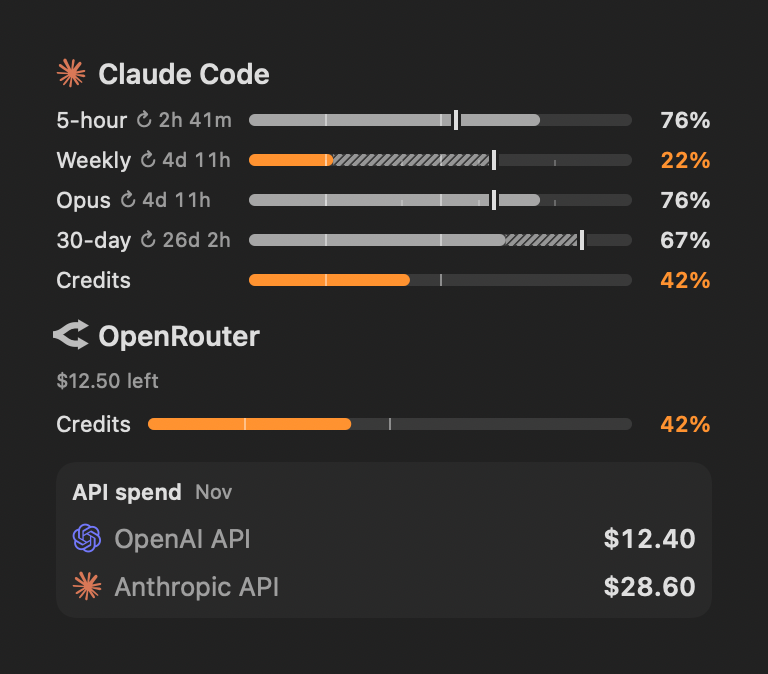 Claude Code
5-hour 2h 41m 76%
Weekly 4d 11h 22%
Opus 4d 11h 76%
30-day 26d 2h 67%
Credits 42%
OpenRouter
$12.50 left
Credits 42%
API spend Nov
OpenAI API $12.40
Anthropic API $28.60